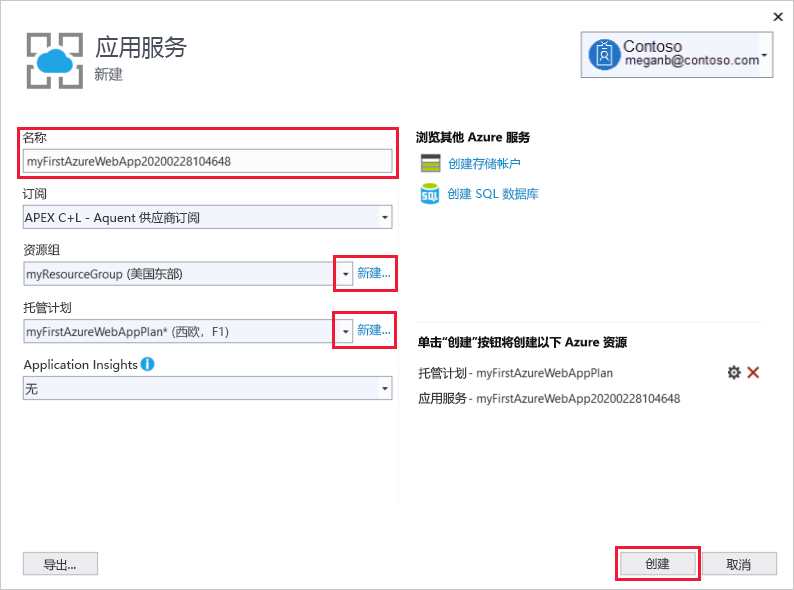 应用服务
新建
Contoso
meganb@contoso.com
名称
myFirstAzureWebApp20200228104648
订阅
APEX C+L - Aquent 供应商订阅
资源组
myResourceGroup (美国东部)
新建...
托管计划
myFirstAzureWebAppPlan* (西欧，F1)
新建...
Application Insights
无
浏览其他 Azure 服务
创建存储帐户
SQL
创建 SQL 数据库
单击“创建”按钮将创建以下 Azure 资源
托管计划 - myFirstAzureWebAppPlan
应用服务 - myFirstAzureWebApp20200228104648
导出...
创建
取消